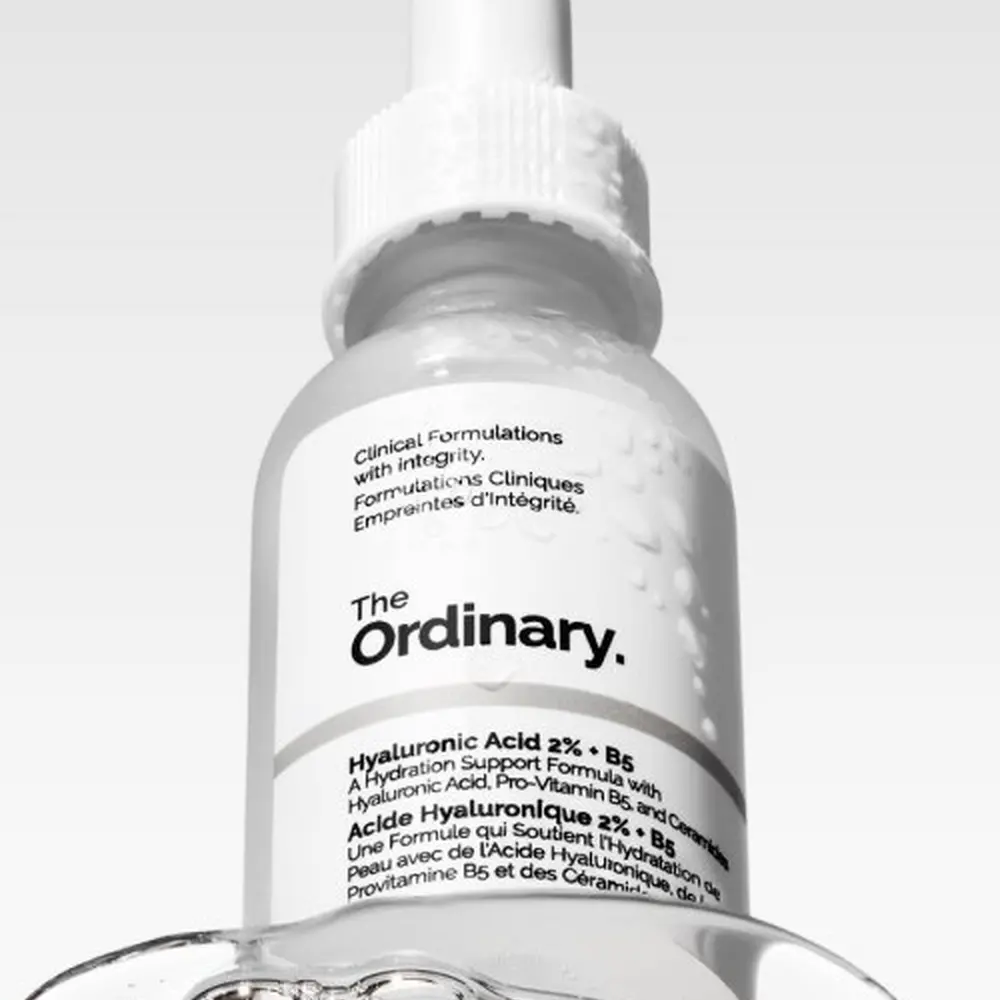 Clinical Formulations
with integrity.
Formulations Cliniques
Empreintes d'Intégrité.
The
Ordinary.
Hyaluronic Acid 2% + B5
A Hydration Support Formula with
Hyaluronic Acid, Pro-Vitamin B5, and Ceramides
Acide Hyaluronique 2% + B5
Une Formule qui Soutient l'Hydratation de
Peau avec de l'Acide Hyaluronique, de
Provitamine B5 et des